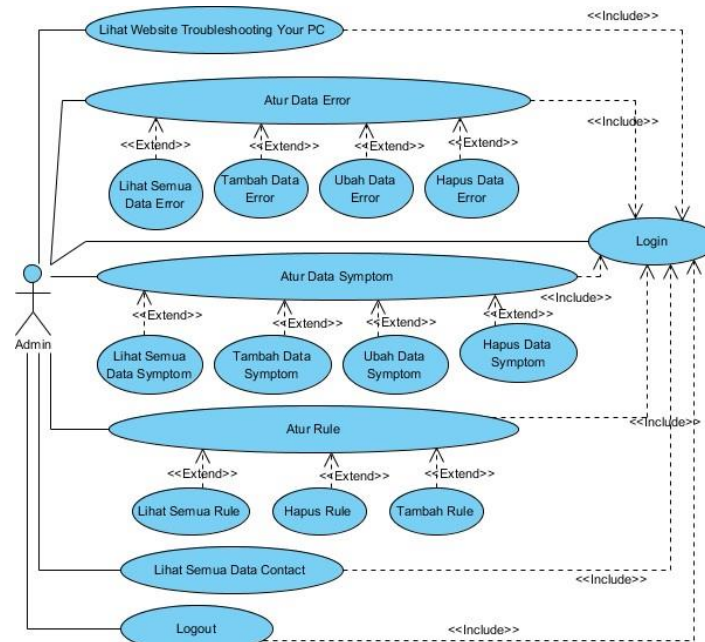 Lihat Website Troubleshooting Your PC
<<Include>>
Atur Data Error
<<Include>>
<<Extend>>
<<Extend>>
<<Extend>>
<<Extend>>
Lihat Semua
Data Error
Tambah Data
Error
Ubah Data
Error
Hapus Data
Error
Login
Atur Data Symptom
<<Include>>
<<Extend>>
<<Extend>>
<<Extend>>
<<Extend>>
Admin
Lihat Semua
Data Symptom
Tambah Data
Symptom
Ubah Data
Symptom
Hapus Data
Symptom
Atur Rule
<<Include>>
<<Extend>>
<<Extend>>
<<Extend>>
Lihat Semua Rule
Hapus Rule
Tambah Rule
Lihat Semua Data Contact
<<Include>>
Logout
<<Include>>